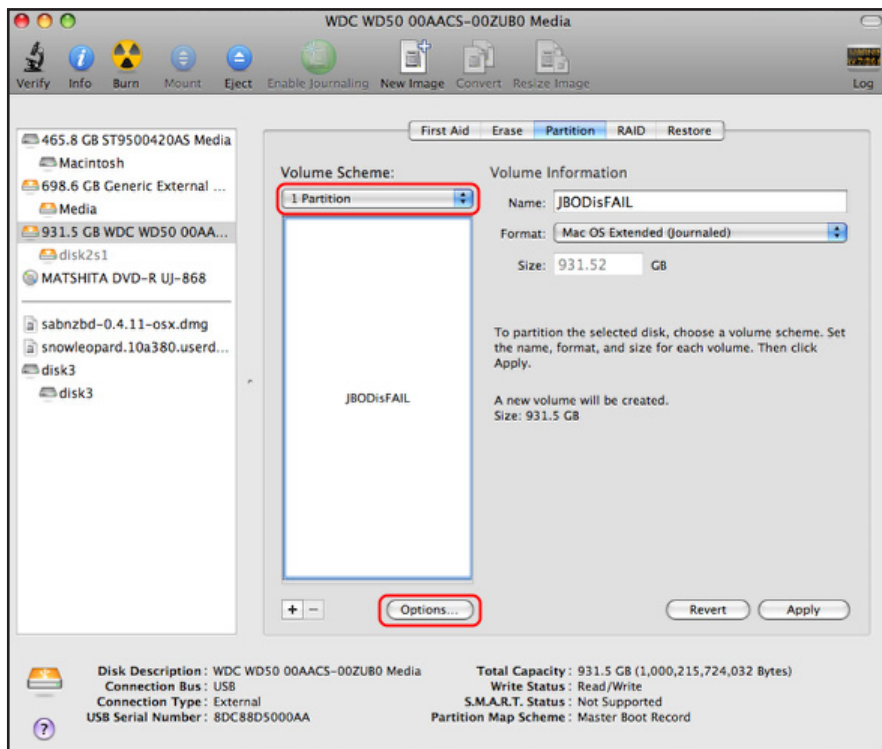 WDC WD50 00AACS-00ZUB0 Media
Verify Info Burn Mount Eject Enable Journaling New Image Convert Resize Image Log
First Aid Erase Partition RAID Restore
465.8 GB ST9500420AS Media
Macintosh
698.6 GB Generic External ...
Media
931.5 GB WDC WD50 00AA...
disk2s1
MATSHITA DVD-R UJ-868
sabnzbd-0.4.11-osx.dmg
snowleopard.10a380.userd...
disk3
disk3
Volume Scheme:
1 Partition
JBODisFAIL
+ −
Options...
Volume Information
Name: JBODisFAIL
Format: Mac OS Extended (Journaled)
Size: 931.52 GB
To partition the selected disk, choose a volume scheme. Set
the name, format, and size for each volume. Then click
Apply.
A new volume will be created.
Size: 931.5 GB
Revert Apply
Disk Description : WDC WD50 00AACS-00ZUB0 Media
Connection Bus : USB
Connection Type : External
USB Serial Number : 8DC88D5000AA
Total Capacity : 931.5 GB (1,000,215,724,032 Bytes)
Write Status : Read/Write
S.M.A.R.T. Status : Not Supported
Partition Map Scheme : Master Boot Record
?